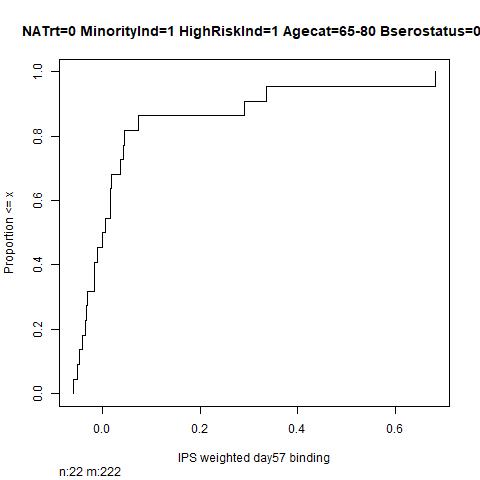 NATrt=0 MinorityInd=1 HighRiskInd=1 Agecat=65-80 Bserostatus=0
Proportion <= x
1.0
0.8
0.6
0.4
0.2
0.0
0.0 0.2 0.4 0.6
IPS weighted day57 binding
n:22 m:222